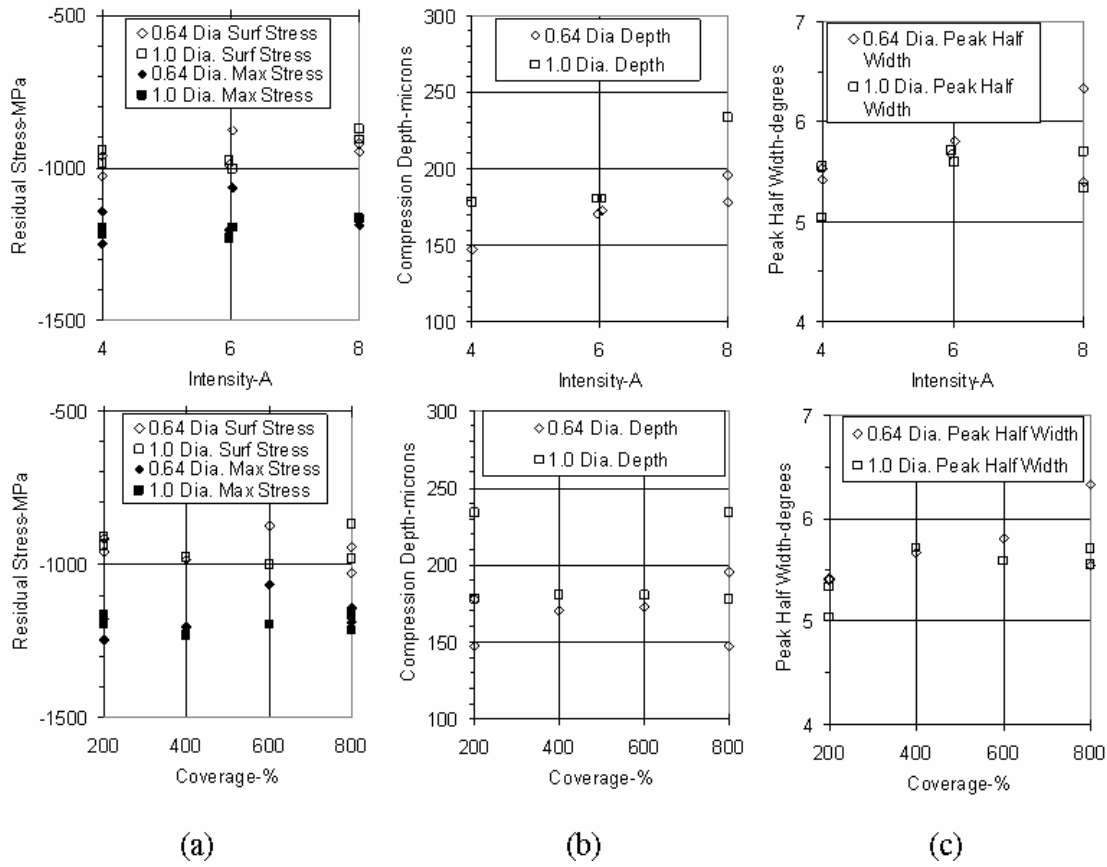 -500
-1000
-1500
Residual Stress-MPa
0.64 Dia Surf Stress
1.0 Dia. Surf Stress
0.64 Dia. Max Stress
1.0 Dia. Max Stress
4 6 8
Intensity-A
300
250
200
150
100
Compression Depth-microns
0.64 Dia Depth
1.0 Dia. Depth
4 6 8
Intensity-A
7
6
5
4
Peak Half Width-degrees
0.64 Dia. Peak Half
Width
1.0 Dia. Peak Half
Width
4 6 8
Intensity-A
-500
-1000
-1500
Residual Stress-MPa
0.64 Dia Surf Stress
1.0 Dia. Surf Stress
0.64 Dia. Max Stress
1.0 Dia. Max Stress
200 400 600 800
Coverage-%
300
250
200
150
100
Compression Depth-microns
0.64 Dia. Depth
1.0 Dia. Depth
200 400 600 800
Coverage-%
7
6
5
4
Peak Half Width-degrees
0.64 Dia. Peak Half Width
1.0 Dia. Peak Half Width
200 400 600 800
Coverage-%
(a) (b) (c)